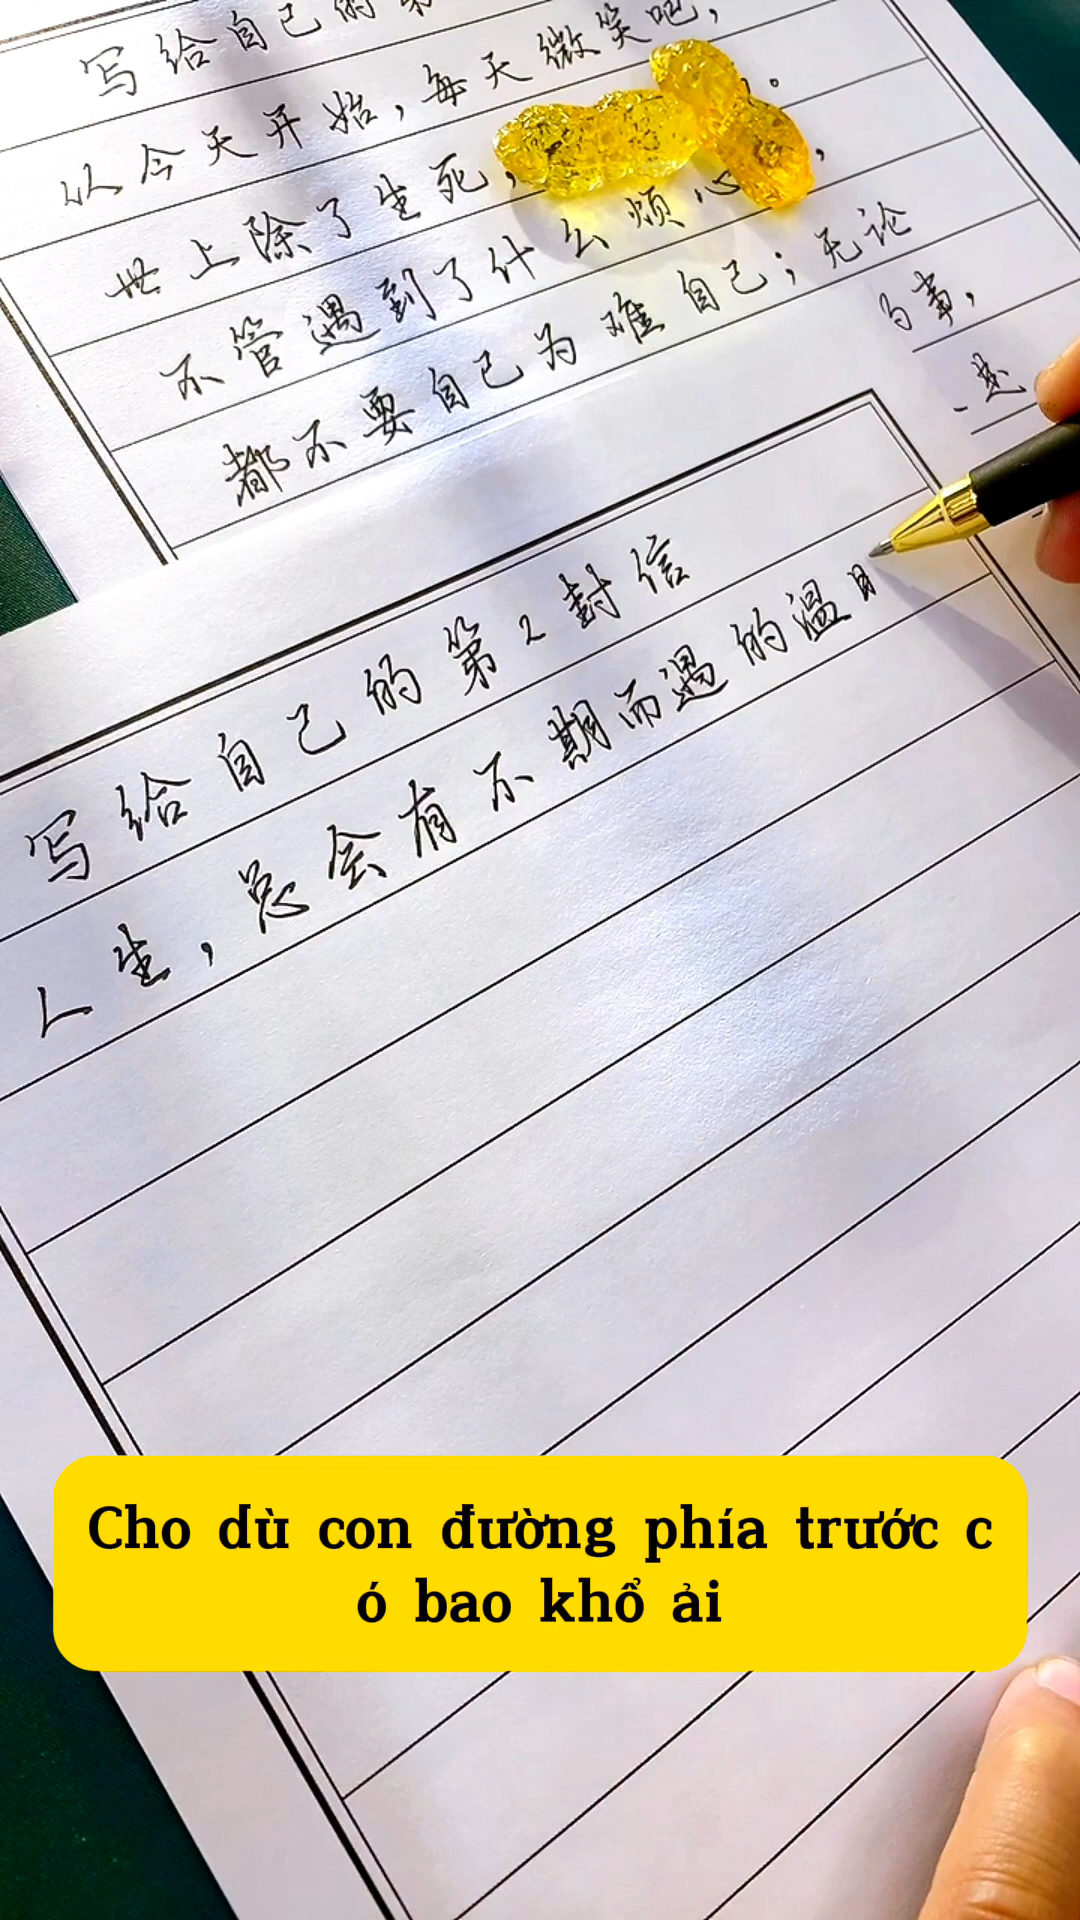 写给自己的
从今天开始,每天微笑吧,
世上除了生死,
。
不管遇到了什么烦心
,
都不要自己为难自己;无论
的事,
写给自己的第2封信
人生,总会有不期而遇的温
Cho dù con đường phía trước c
ó bao khổ ải